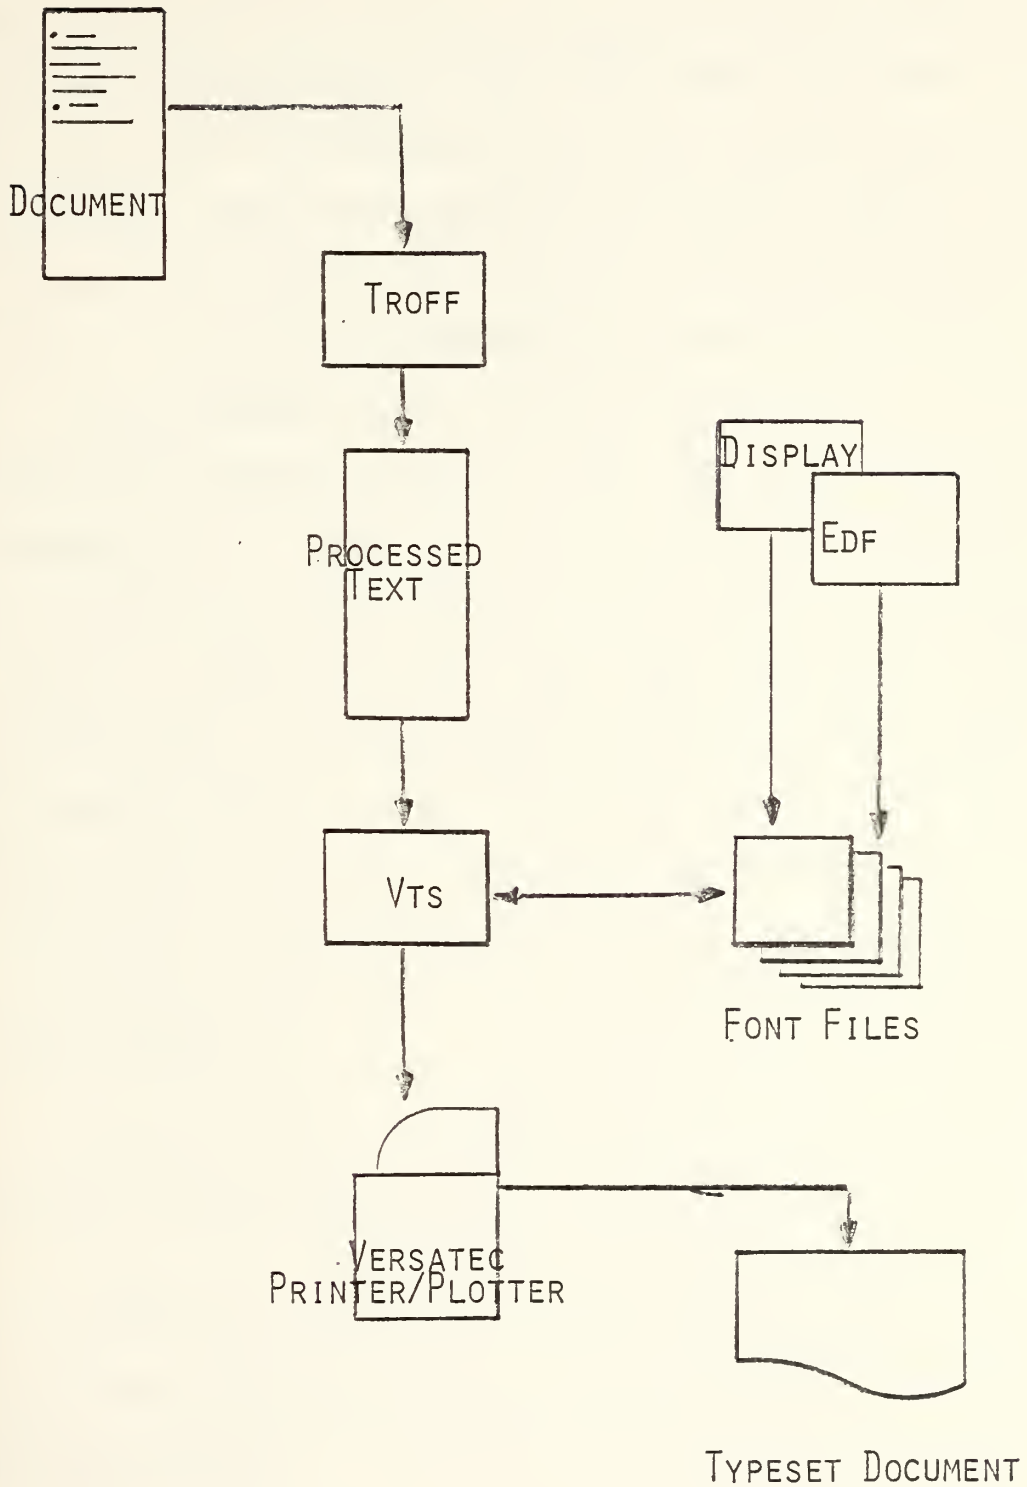 DOCUMENT
TROFF
PROCESSED
TEXT
DISPLAY
EDF
VTS
FONT FILES
VERSATEC
PRINTER/PLOTTER
TYPESET DOCUMENT